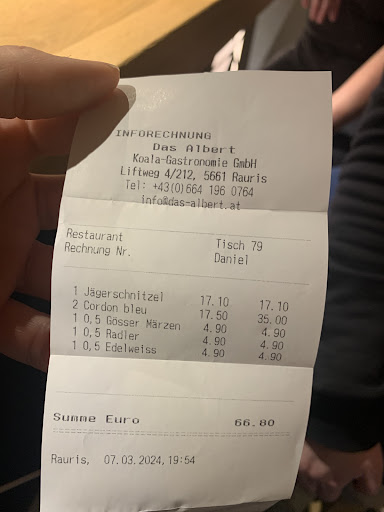 INFORECHNUNG
Das Albert
Koala-Gastronomie GmbH
Liftweg 4/212, 5661 Rauris
Tel: +43(0)664 196 0764
info@das-albert.at
Restaurant Tisch 79
Rechnung Nr. Daniel
1 Jägerschnitzel 17.10 17.10
2 Cordon bleu 17.50 35.00
1 0,5 Gösser Märzen 4.90 4.90
1 0,5 Radler 4.90 4.90
1 0,5 Edelweiss 4.90 4.90
Summe Euro 66.80
Rauris, 07.03.2024,19:54